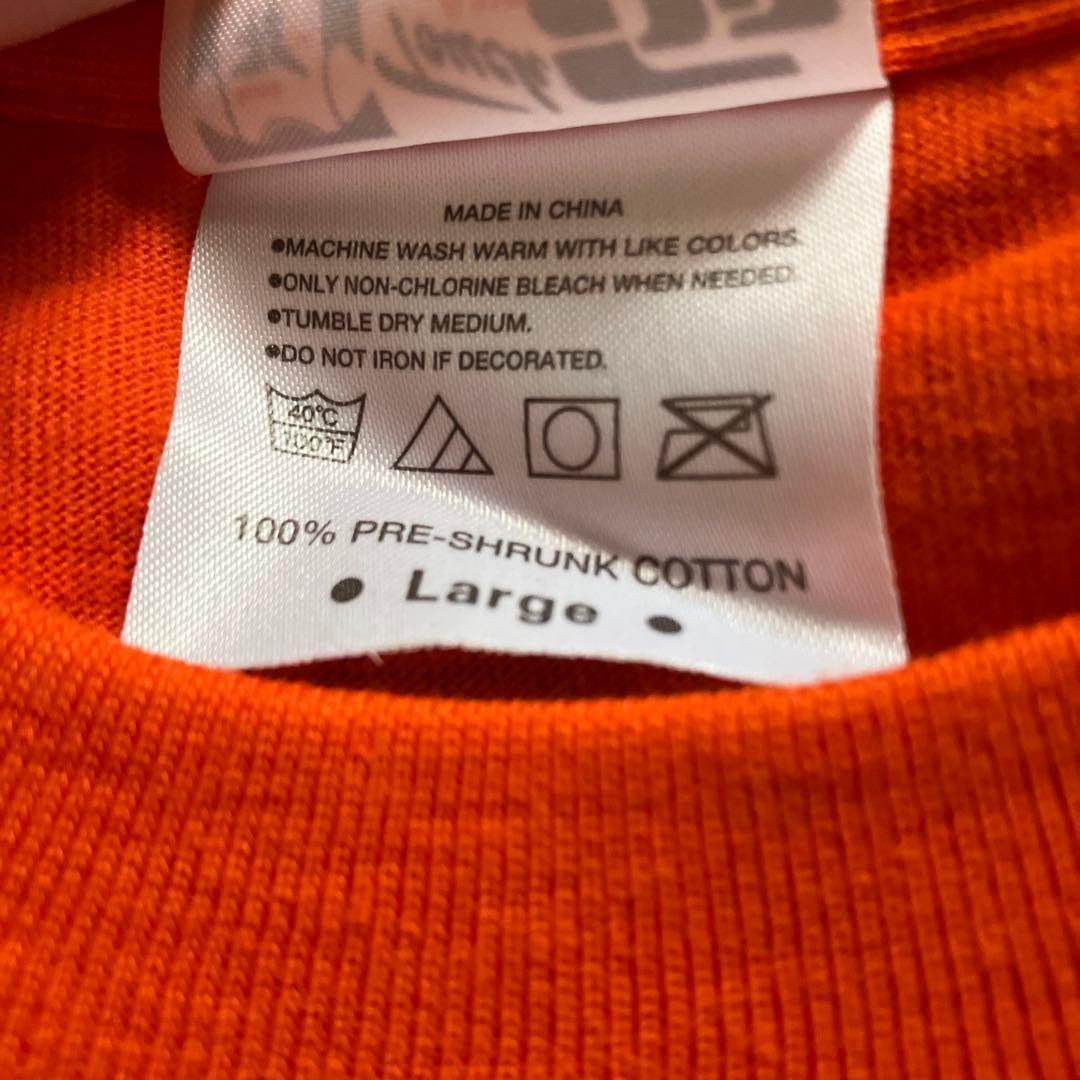 MADE IN CHINA
●MACHINE WASH WARM WITH LIKE COLORS.
●ONLY NON-CHLORINE BLEACH WHEN NEEDED
●TUMBLE DRY MEDIUM.
●DO NOT IRON IF DECORATED.
40°C
100°F
100% PRE-SHRUNK COTTON
● Large ●